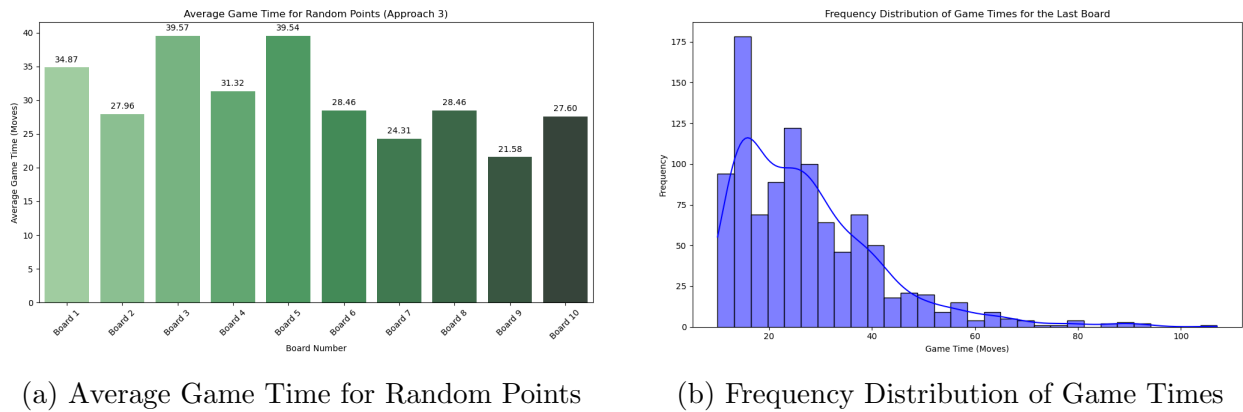 Average Game Time for Random Points (Approach 3)
40
35
30
25
20
15
10
5
0
Average Game Time (Moves)
34.87
27.96
39.57
31.32
39.54
28.46
24.31
28.46
21.58
27.60
Board 1
Board 2
Board 3
Board 4
Board 5
Board 6
Board 7
Board 8
Board 9
Board 10
Board Number
(a) Average Game Time for Random Points
Frequency Distribution of Game Times for the Last Board
175
150
125
100
75
50
25
0
Frequency
20
40
60
80
100
Game Time (Moves)
(b) Frequency Distribution of Game Times